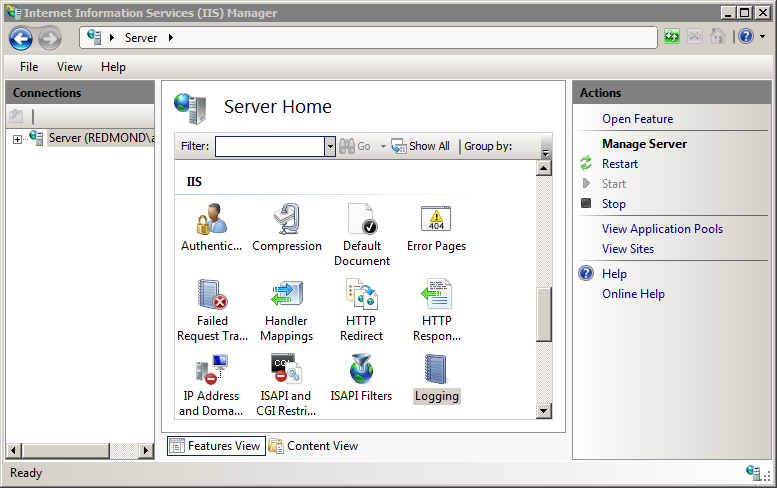 Internet Information Services (IIS) Manager
Server
File View Help
Connections
Server (REDMOND\a
Server Home
Filter: Go Show All Group by:
IIS
Authentic... Compression Default Document Error Pages
Failed Request Tra... Handler Mappings HTTP Redirect HTTP Respon...
IP Address and Doma... ISAPI and CGI Restri... ISAPI Filters Logging
Features View Content View
Actions
Open Feature
Manage Server
Restart
Start
Stop
View Application Pools
View Sites
Help
Online Help
Ready